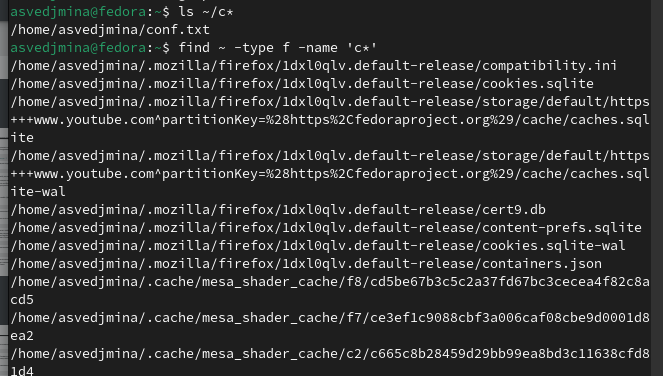 asvedjmina@fedora:~$ ls ~/c*
/home/asvedjmina/conf.txt
asvedjmina@fedora:~$ find ~ -type f -name 'c*'
/home/asvedjmina/.mozilla/firefox/1dxl0qlv.default-release/compatibility.ini
/home/asvedjmina/.mozilla/firefox/1dxl0qlv.default-release/cookies.sqlite
/home/asvedjmina/.mozilla/firefox/1dxl0qlv.default-release/storage/default/https
+++www.youtube.com^partitionKey=%28https%2Cfedoraproject.org%29/cache/caches.sql
ite
/home/asvedjmina/.mozilla/firefox/1dxl0qlv.default-release/storage/default/https
+++www.youtube.com^partitionKey=%28https%2Cfedoraproject.org%29/cache/caches.sql
ite-wal
/home/asvedjmina/.mozilla/firefox/1dxl0qlv.default-release/cert9.db
/home/asvedjmina/.mozilla/firefox/1dxl0qlv.default-release/content-prefs.sqlite
/home/asvedjmina/.mozilla/firefox/1dxl0qlv.default-release/cookies.sqlite-wal
/home/asvedjmina/.mozilla/firefox/1dxl0qlv.default-release/containers.json
/home/asvedjmina/.cache/mesa_shader_cache/f8/cd5be67b3c5c2a37fd67bc3cecea4f82c8a
cd5
/home/asvedjmina/.cache/mesa_shader_cache/f7/ce3ef1c9088cbf3a006caf08cbe9d0001d8
ea2
/home/asvedjmina/.cache/mesa_shader_cache/c2/c665c8b28459d29bb99ea8bd3c11638cfd8
1d4